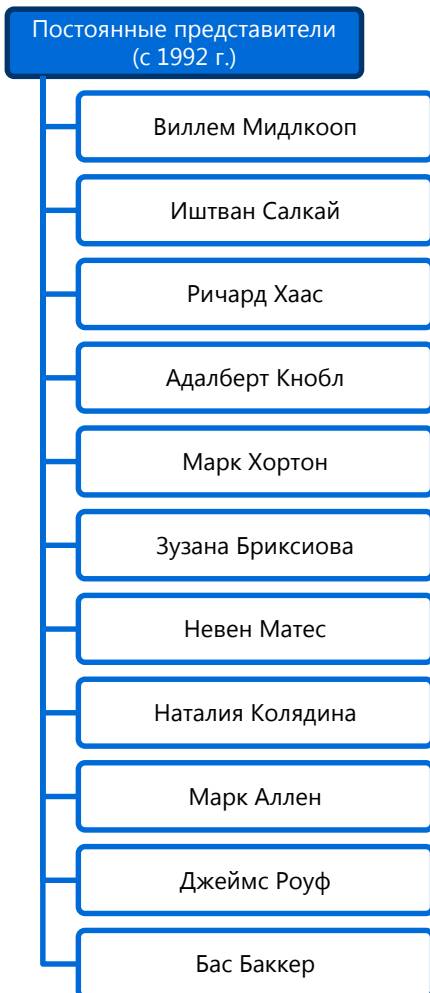 Постоянные представители
(с 1992 г.)
Виллем Мидлкооп
Иштван Салкай
Ричард Хаас
Адалберт Кнобл
Марк Хортон
Зузана Бриксиова
Невен Матес
Наталия Колядина
Марк Аллен
Джеймс Роуф
Бас Баккер